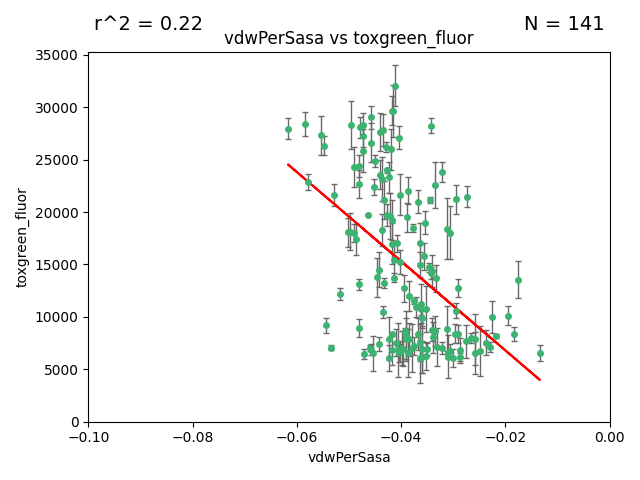 r^2 = 0.22
N = 141
vdwPerSasa vs toxgreen_fluor
35000
30000
25000
20000
15000
10000
5000
0
toxgreen_fluor
−0.10
−0.08
−0.06
−0.04
−0.02
0.00
vdwPerSasa